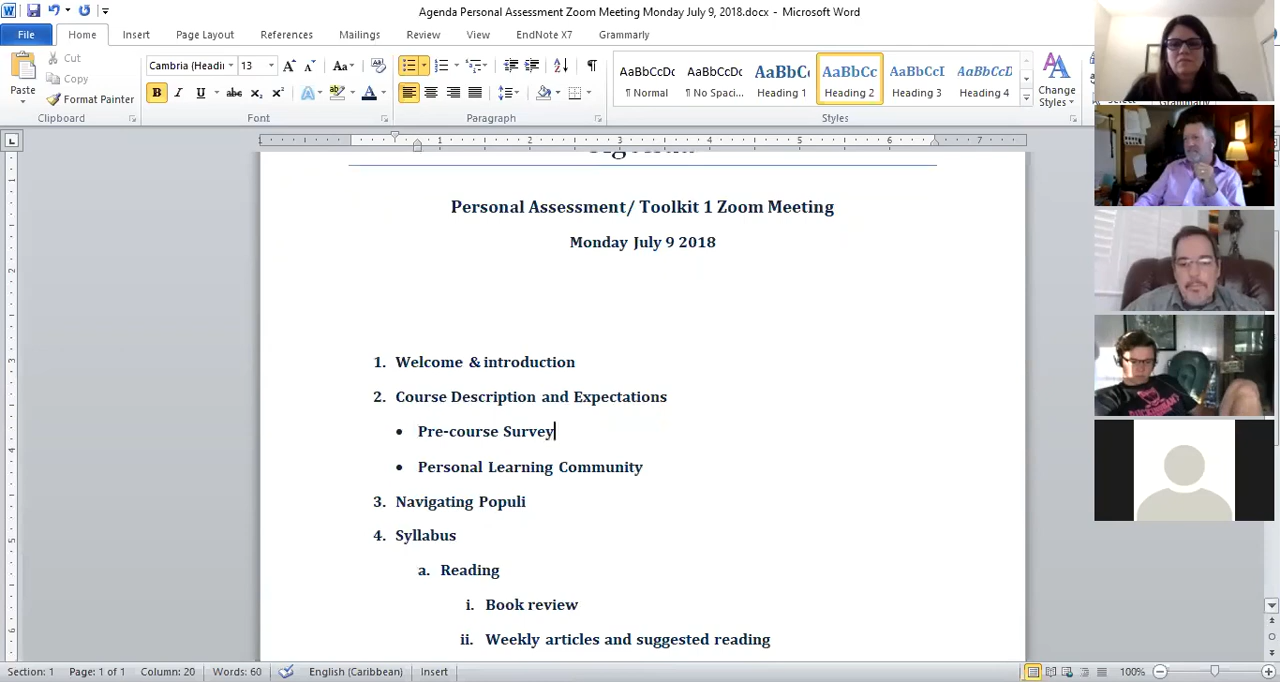 Agenda Personal Assessment Zoom Meeting Monday July 9, 2018.docx - Microsoft Word
File Home Insert Page Layout References Mailings Review View EndNote X7 Grammarly
Cut
Copy
Format Painter
Paste
Clipboard
Cambria (Headi 13
Font
Paragraph
AaBbCcDc AaBbCcDc AaBbC AaBbCc AaBbCcI AaBbCcD
¶ Normal ¶ No Spaci... Heading 1 Heading 2 Heading 3 Heading 4
Change Styles
Styles
Personal Assessment/ Toolkit 1 Zoom Meeting
Monday July 9 2018
1. Welcome & introduction
2. Course Description and Expectations
• Pre-course Survey
• Personal Learning Community
3. Navigating Populi
4. Syllabus
a. Reading
i. Book review
ii. Weekly articles and suggested reading
Section: 1 Page: 1 of 1 Column: 20 Words: 60 English (Caribbean) Insert 100%